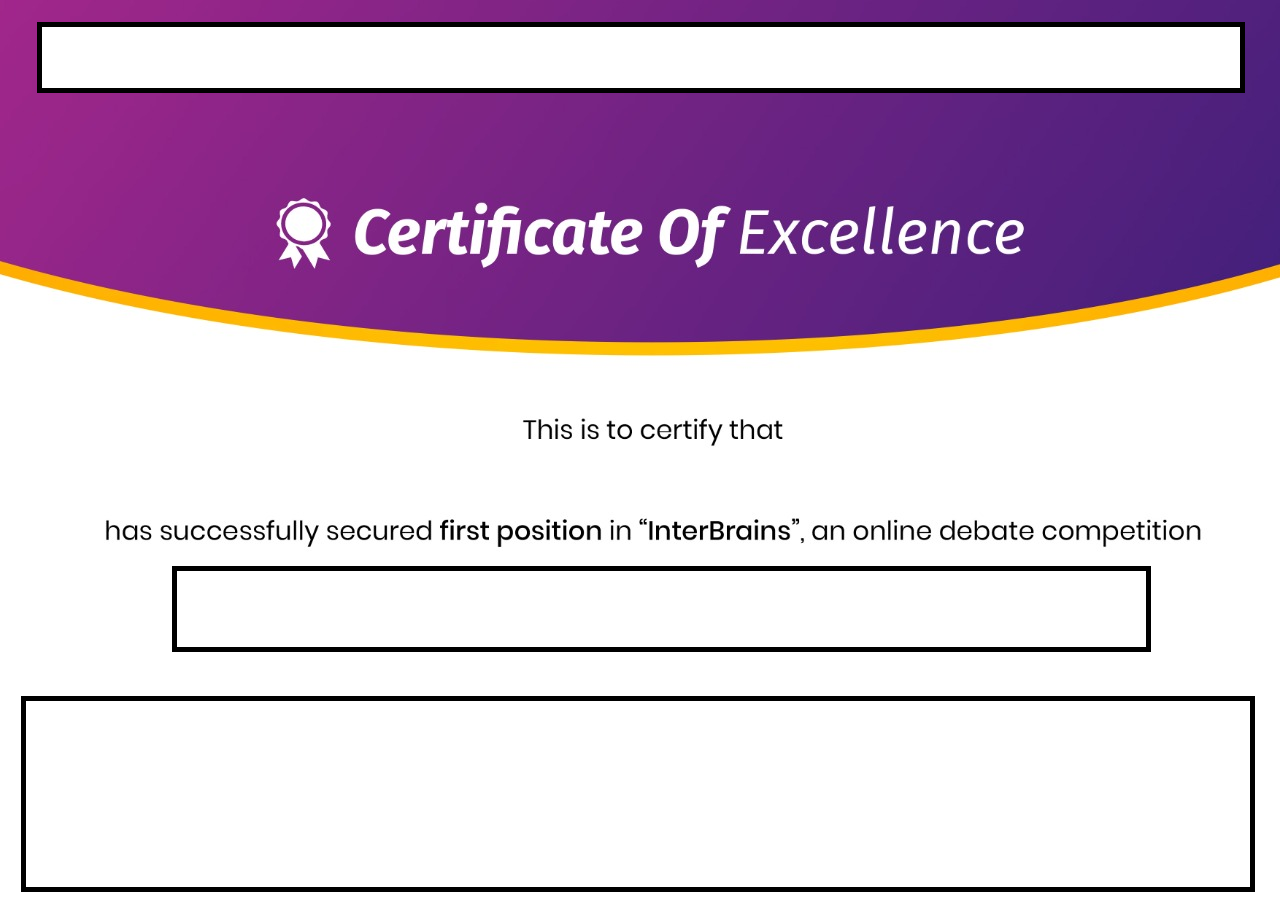 Certificate Of Excellence
This is to certify that
has successfully secured first position in “InterBrains”, an online debate competition